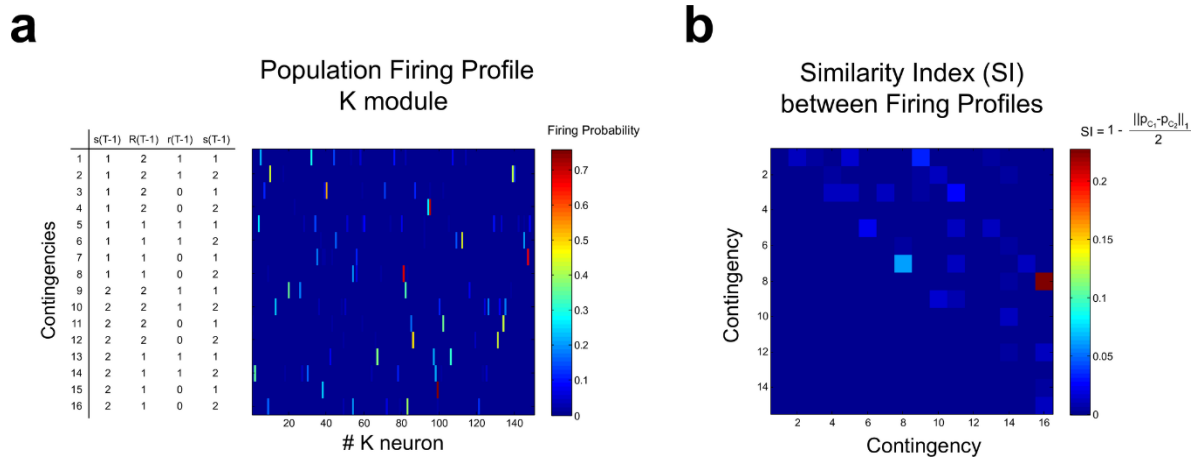 a
Population Firing Profile
K module
s(T-1) R(T-1) r(T-1) s(T-1)
1 1 2 1 1
2 1 2 1 2
3 1 2 0 1
4 1 2 0 2
5 1 1 1 1
6 1 1 1 2
7 1 1 0 1
8 1 1 0 2
9 2 2 1 1
10 2 2 1 2
11 2 2 0 1
12 2 2 0 2
13 2 1 1 1
14 2 1 1 2
15 2 1 0 1
16 2 1 0 2
Contingencies
20 40 60 80 100 120 140
# K neuron
Firing Probability
0.7
0.6
0.5
0.4
0.3
0.2
0.1
0
b
Similarity Index (SI)
between Firing Profiles
SI = 1 - ||p_{C_1}-p_{C_2}||_1 / 2
2
4
6
8
10
12
14
Contingency
2 4 6 8 10 12 14 16
Contingency
0.2
0.15
0.1
0.05
0